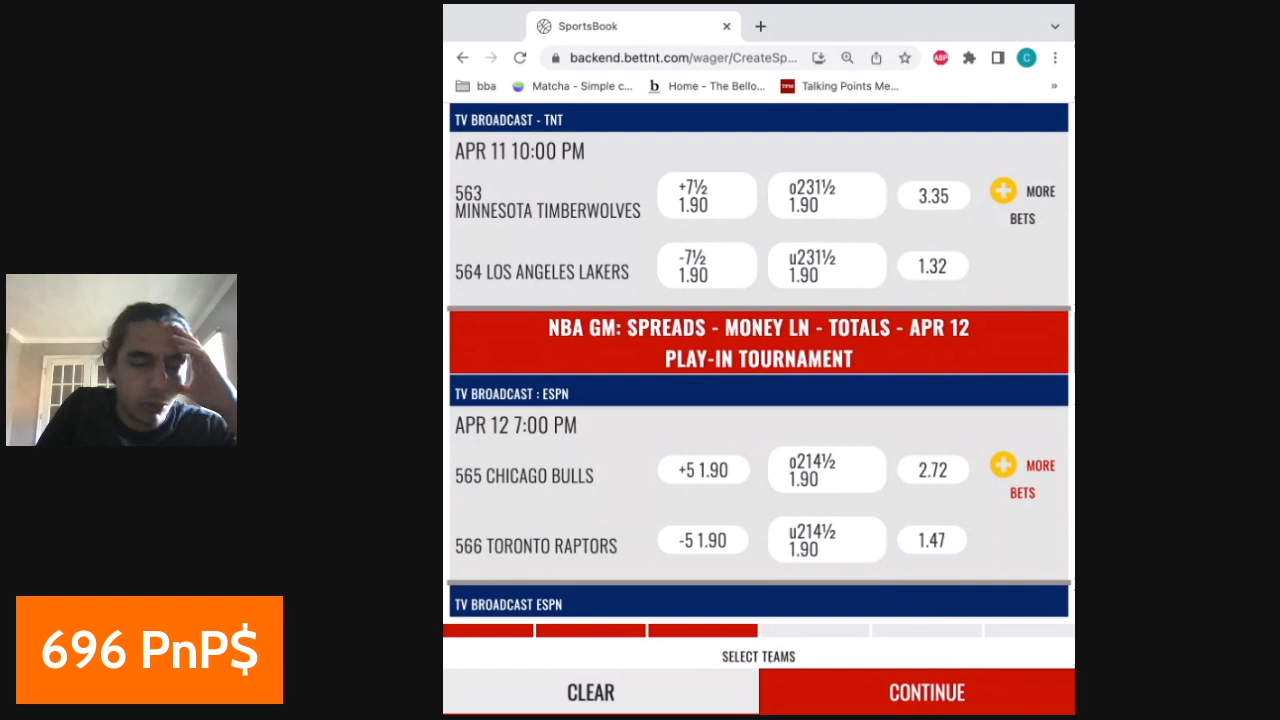 SportsBook
backend.bettnt.com/wager/CreateSp...
ABP
C
bba
Matcha - Simple c...
b Home - The Bello...
TPM Talking Points Me...
»
TV BROADCAST - TNT
APR 11 10:00 PM
563
MINNESOTA TIMBERWOLVES
+7½
1.90
o231½
1.90
3.35
MORE
BETS
564 LOS ANGELES LAKERS
-7½
1.90
u231½
1.90
1.32
NBA GM: SPREADS - MONEY LN - TOTALS - APR 12
PLAY-IN TOURNAMENT
TV BROADCAST : ESPN
APR 12 7:00 PM
565 CHICAGO BULLS
+5 1.90
o214½
1.90
2.72
MORE
BETS
566 TORONTO RAPTORS
-5 1.90
u214½
1.90
1.47
TV BROADCAST ESPN
SELECT TEAMS
CLEAR
CONTINUE
696 PnP$